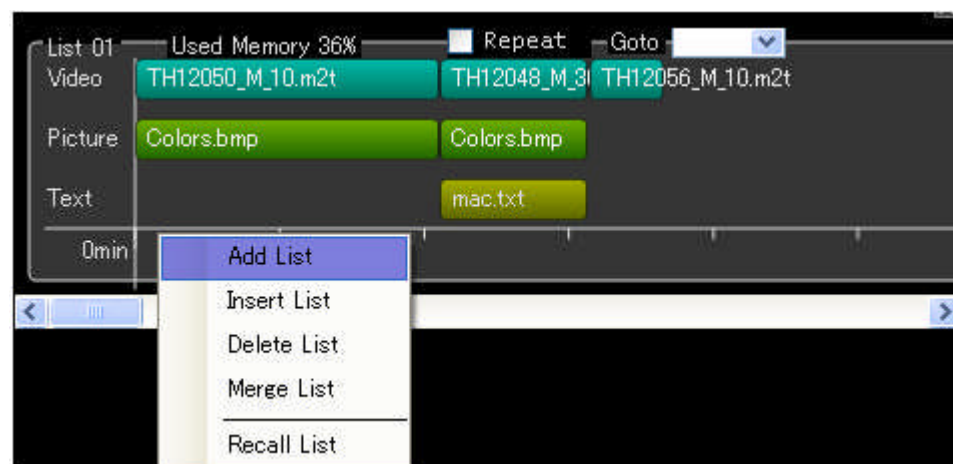 List 01 Used Memory 36% Repeat Goto
Video TH12050_M_10.m2t TH12048_M_3 TH12056_M_10.m2t
Picture Colors.bmp Colors.bmp
Text mac.txt
0min
Add List
Insert List
Delete List
Merge List
Recall List